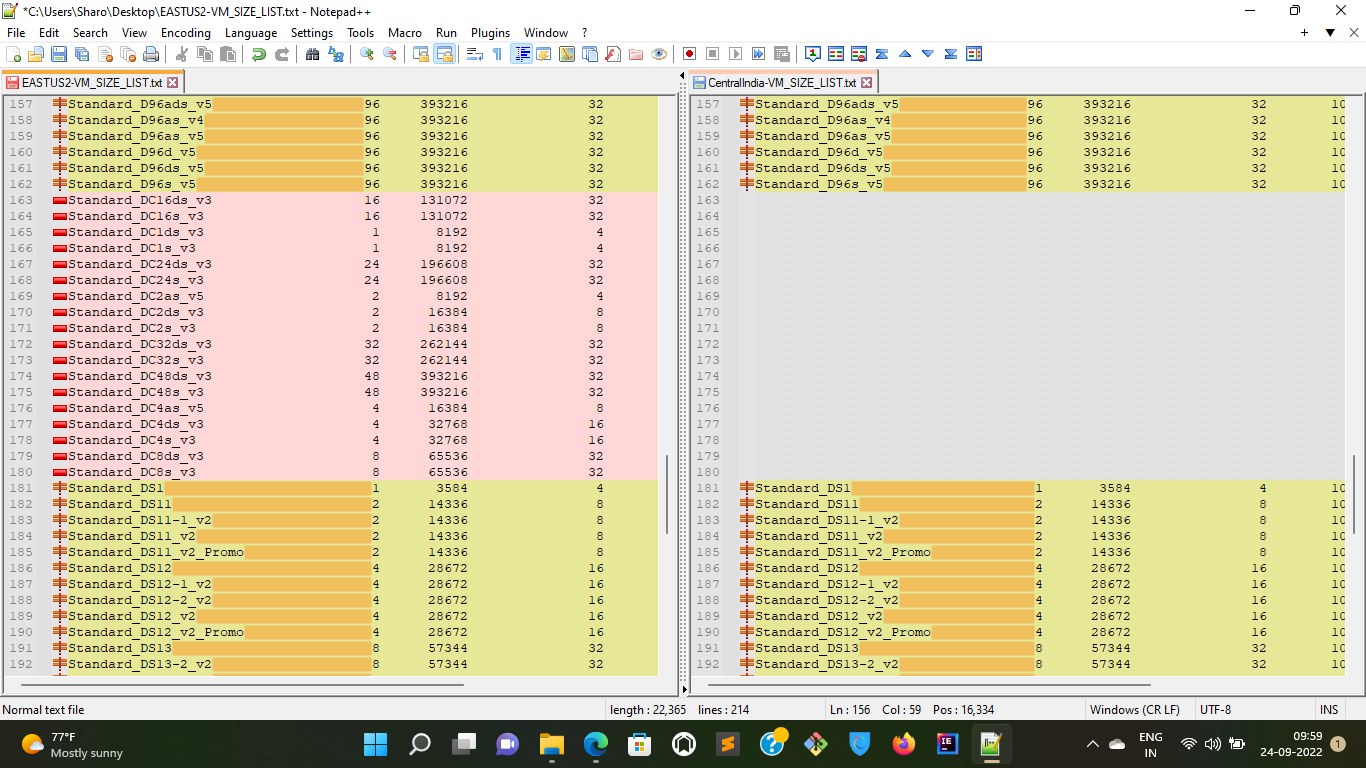 *C:\Users\Sharo\Desktop\EASTUS2-VM_SIZE_LIST.txt - Notepad++
File Edit Search View Encoding Language Settings Tools Macro Run Plugins Window ?
+ ▼ X
EASTUS2-VM_SIZE_LIST.txt
157 Standard_D96ads_v5 96 393216 32
158 Standard_D96as_v4 96 393216 32
159 Standard_D96as_v5 96 393216 32
160 Standard_D96d_v5 96 393216 32
161 Standard_D96ds_v5 96 393216 32
162 Standard_D96s_v5 96 393216 32
163 Standard_DC16ds_v3 16 131072 32
164 Standard_DC16s_v3 16 131072 32
165 Standard_DC1ds_v3 1 8192 4
166 Standard_DC1s_v3 1 8192 4
167 Standard_DC24ds_v3 24 196608 32
168 Standard_DC24s_v3 24 196608 32
169 Standard_DC2as_v5 2 8192 4
170 Standard_DC2ds_v3 2 16384 8
171 Standard_DC2s_v3 2 16384 8
172 Standard_DC32ds_v3 32 262144 32
173 Standard_DC32s_v3 32 262144 32
174 Standard_DC48ds_v3 48 393216 32
175 Standard_DC48s_v3 48 393216 32
176 Standard_DC4as_v5 4 16384 8
177 Standard_DC4ds_v3 4 32768 16
178 Standard_DC4s_v3 4 32768 16
179 Standard_DC8ds_v3 8 65536 32
180 Standard_DC8s_v3 8 65536 32
181 Standard_DS1 1 3584 4
182 Standard_DS11 2 14336 8
183 Standard_DS11-1_v2 2 14336 8
184 Standard_DS11_v2 2 14336 8
185 Standard_DS11_v2_Promo 2 14336 8
186 Standard_DS12 4 28672 16
187 Standard_DS12-1_v2 4 28672 16
188 Standard_DS12-2_v2 4 28672 16
189 Standard_DS12_v2 4 28672 16
190 Standard_DS12_v2_Promo 4 28672 16
191 Standard_DS13 8 57344 32
192 Standard_DS13-2_v2 8 57344 32
CentralIndia-VM_SIZE_LIST.txt
157 Standard_D96ads_v5 96 393216 32 10
158 Standard_D96as_v4 96 393216 32 10
159 Standard_D96as_v5 96 393216 32 10
160 Standard_D96d_v5 96 393216 32 10
161 Standard_D96ds_v5 96 393216 32 10
162 Standard_D96s_v5 96 393216 32 10
163
164
165
166
167
168
169
170
171
172
173
174
175
176
177
178
179
180
181 Standard_DS1 1 3584 4 10
182 Standard_DS11 2 14336 8 10
183 Standard_DS11-1_v2 2 14336 8 10
184 Standard_DS11_v2 2 14336 8 10
185 Standard_DS11_v2_Promo 2 14336 8 10
186 Standard_DS12 4 28672 16 10
187 Standard_DS12-1_v2 4 28672 16 10
188 Standard_DS12-2_v2 4 28672 16 10
189 Standard_DS12_v2 4 28672 16 10
190 Standard_DS12_v2_Promo 4 28672 16 10
191 Standard_DS13 8 57344 32 10
192 Standard_DS13-2_v2 8 57344 32 10
Normal text file length : 22,365 lines : 214 Ln : 156 Col : 59 Pos : 16,334 Windows (CR LF) UTF-8 INS
77°F
Mostly sunny
ENG
IN
09:59
24-09-2022
1